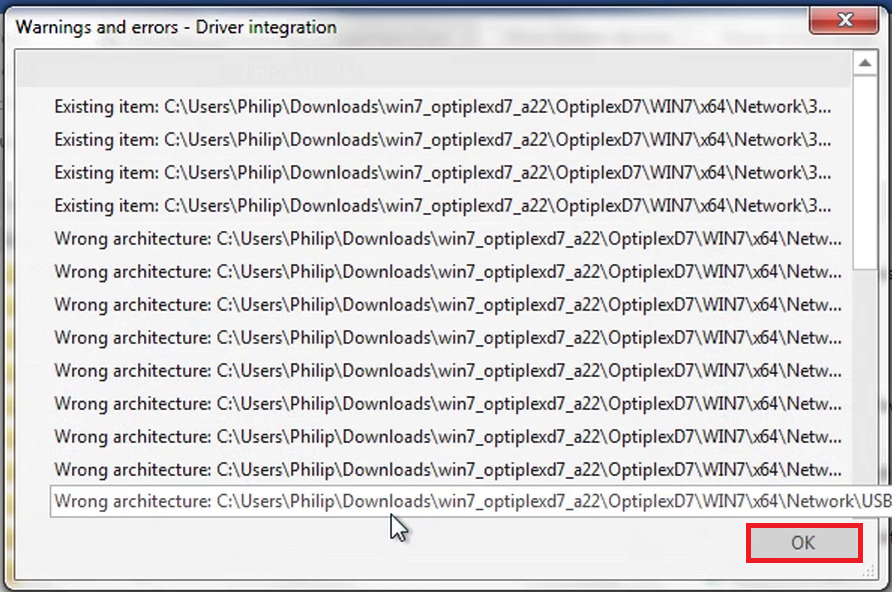 Warnings and errors - Driver integration
Existing item: C:\Users\Philip\Downloads\win7_optiplexd7_a22\OptiplexD7\WIN7\x64\Network\3...
Existing item: C:\Users\Philip\Downloads\win7_optiplexd7_a22\OptiplexD7\WIN7\x64\Network\3...
Existing item: C:\Users\Philip\Downloads\win7_optiplexd7_a22\OptiplexD7\WIN7\x64\Network\3...
Existing item: C:\Users\Philip\Downloads\win7_optiplexd7_a22\OptiplexD7\WIN7\x64\Network\3...
Wrong architecture: C:\Users\Philip\Downloads\win7_optiplexd7_a22\OptiplexD7\WIN7\x64\Netw...
Wrong architecture: C:\Users\Philip\Downloads\win7_optiplexd7_a22\OptiplexD7\WIN7\x64\Netw...
Wrong architecture: C:\Users\Philip\Downloads\win7_optiplexd7_a22\OptiplexD7\WIN7\x64\Netw...
Wrong architecture: C:\Users\Philip\Downloads\win7_optiplexd7_a22\OptiplexD7\WIN7\x64\Netw...
Wrong architecture: C:\Users\Philip\Downloads\win7_optiplexd7_a22\OptiplexD7\WIN7\x64\Netw...
Wrong architecture: C:\Users\Philip\Downloads\win7_optiplexd7_a22\OptiplexD7\WIN7\x64\Netw...
Wrong architecture: C:\Users\Philip\Downloads\win7_optiplexd7_a22\OptiplexD7\WIN7\x64\Netw...
Wrong architecture: C:\Users\Philip\Downloads\win7_optiplexd7_a22\OptiplexD7\WIN7\x64\Netw...
Wrong architecture: C:\Users\Philip\Downloads\win7_optiplexd7_a22\OptiplexD7\WIN7\x64\Network\USB
OK